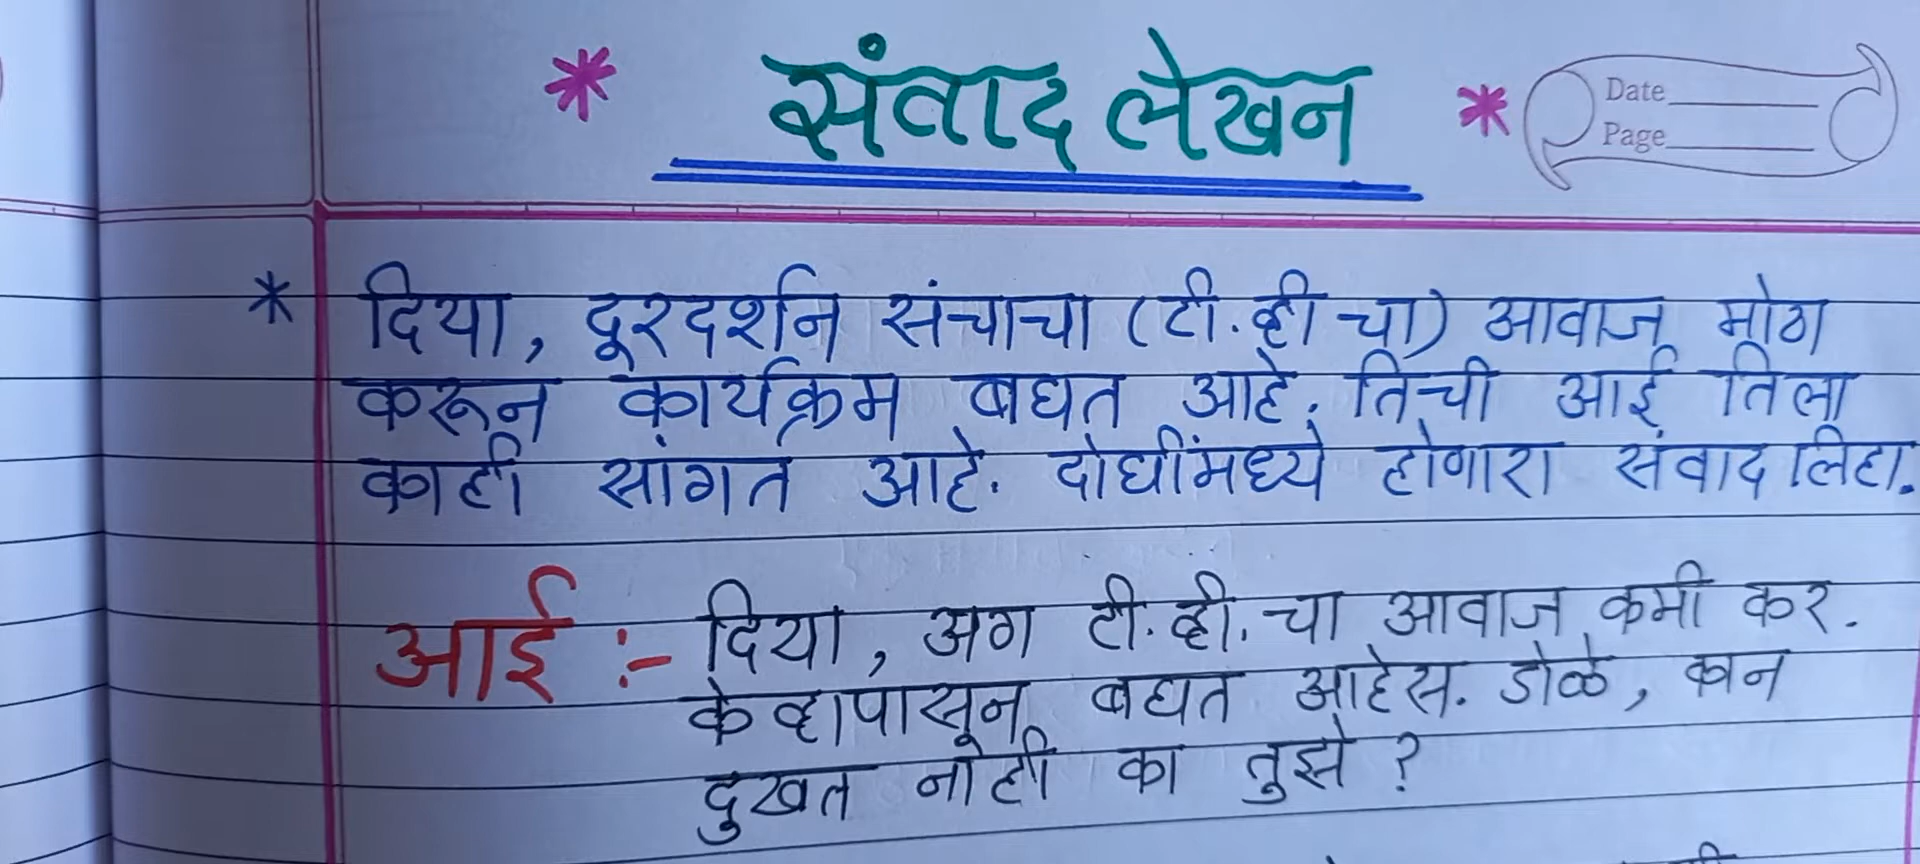 * संवाद लेखन *
Date
Page
* दिया, दूरदर्शन संचाचा (टी.व्ही चा) आवाज मोठा
करून कार्यक्रम बघत आहे. तिची आई तिला
काही सांगत आहे. दोघींमध्ये होणारा संवाद लिहा.
आई :- दिया, अग टी.व्ही.चा आवाज कमी कर.
केव्हापासून बघत आहेस. डोळे, कान
दुखत नाही का तुझे ?